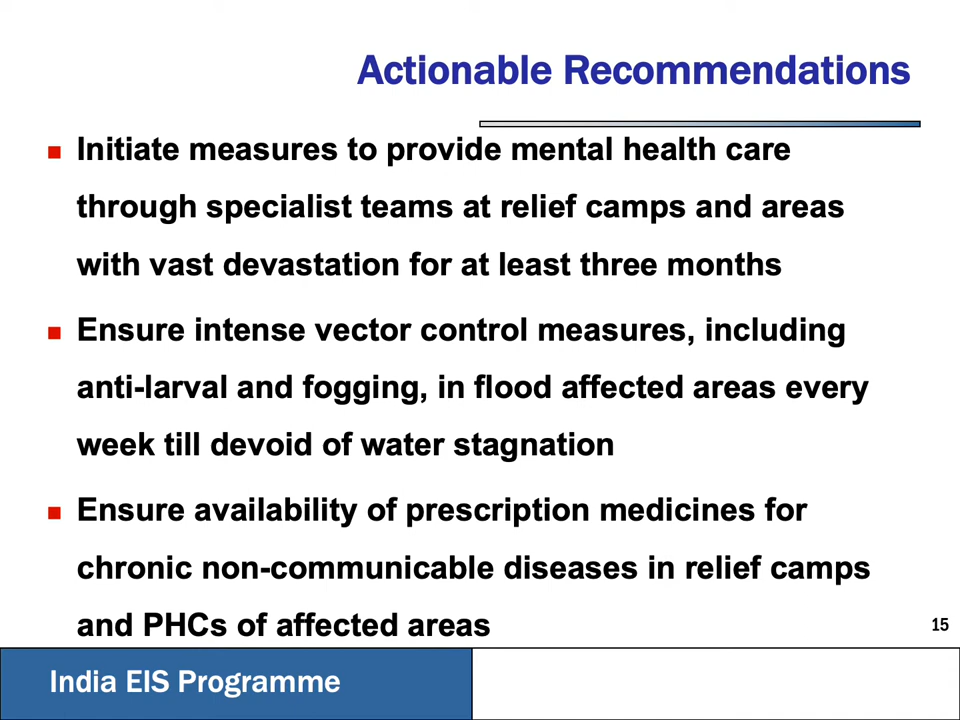 Actionable Recommendations
Initiate measures to provide mental health care
through specialist teams at relief camps and areas
with vast devastation for at least three months
Ensure intense vector control measures, including
anti-larval and fogging, in flood affected areas every
week till devoid of water stagnation
Ensure availability of prescription medicines for
chronic non-communicable diseases in relief camps
and PHCs of affected areas
15
India EIS Programme